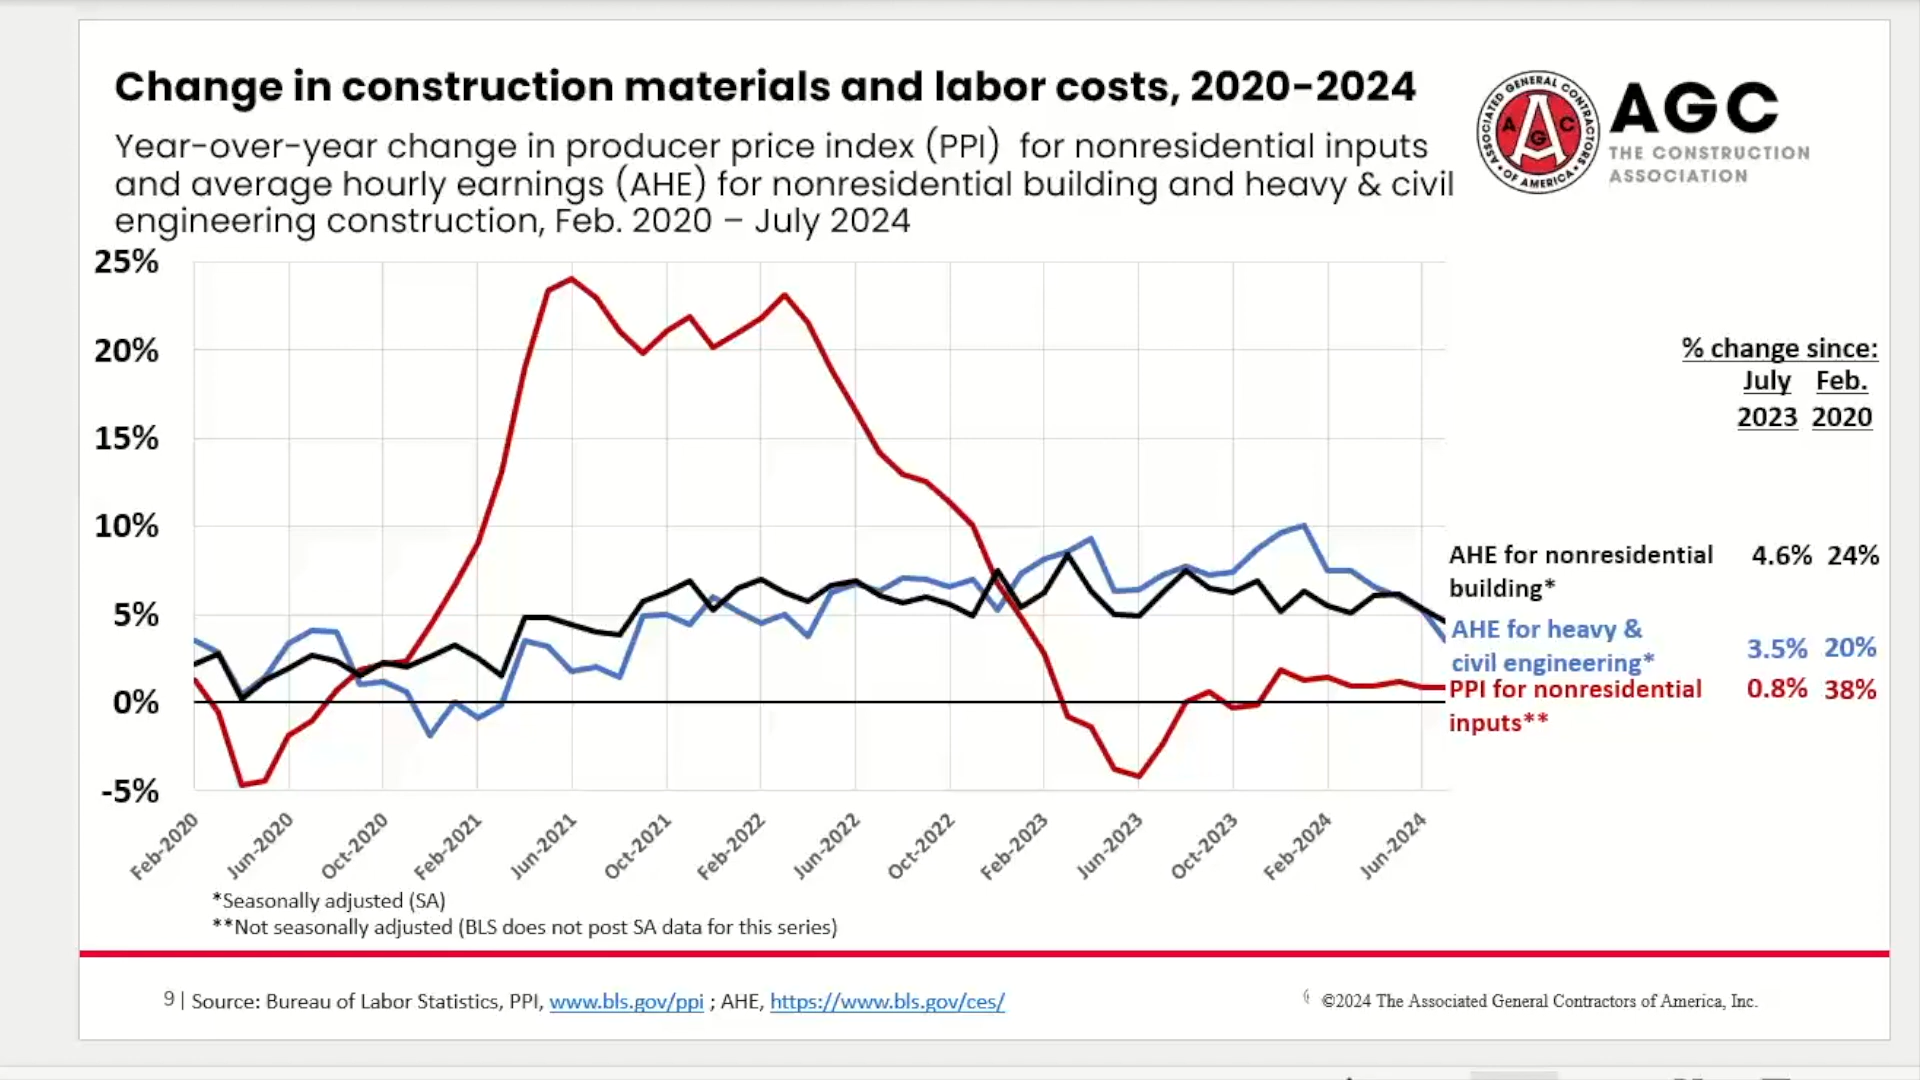 Change in construction materials and labor costs, 2020-2024
Year-over-year change in producer price index (PPI) for nonresidential inputs
and average hourly earnings (AHE) for nonresidential building and heavy & civil
engineering construction, Feb. 2020 – July 2024
ASSOCIATED GENERAL CONTRACTORS
OF AMERICA
AGC
AGC
THE CONSTRUCTION
ASSOCIATION
25%
20%
15%
10%
5%
0%
-5%
Feb-2020
Jun-2020
Oct-2020
Feb-2021
Jun-2021
Oct-2021
Feb-2022
Jun-2022
Oct-2022
Feb-2023
Jun-2023
Oct-2023
Feb-2024
Jun-2024
% change since:
July Feb.
2023 2020
AHE for nonresidential 4.6% 24%
building*
AHE for heavy &
civil engineering* 3.5% 20%
PPI for nonresidential 0.8% 38%
inputs**
*Seasonally adjusted (SA)
**Not seasonally adjusted (BLS does not post SA data for this series)
9 | Source: Bureau of Labor Statistics, PPI, www.bls.gov/ppi ; AHE, https://www.bls.gov/ces/
©2024 The Associated General Contractors of America, Inc.